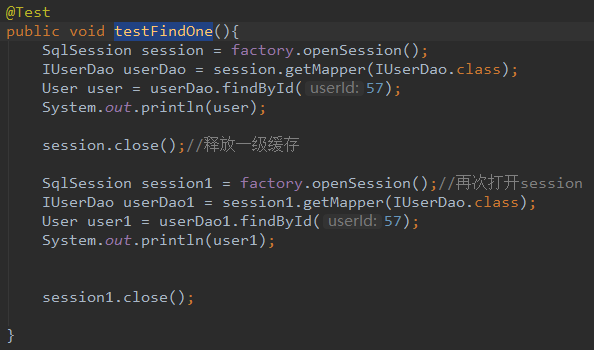 @Test
public void testFindOne(){
SqlSession session = factory.openSession();
IUserDao userDao = session.getMapper(IUserDao.class);
User user = userDao.findById( userId: 57);
System.out.println(user);
session.close();//释放一级缓存
SqlSession session1 = factory.openSession();//再次打开session
IUserDao userDao1 = session1.getMapper(IUserDao.class);
User user1 = userDao1.findById( userId: 57);
System.out.println(user1);
session1.close();
}